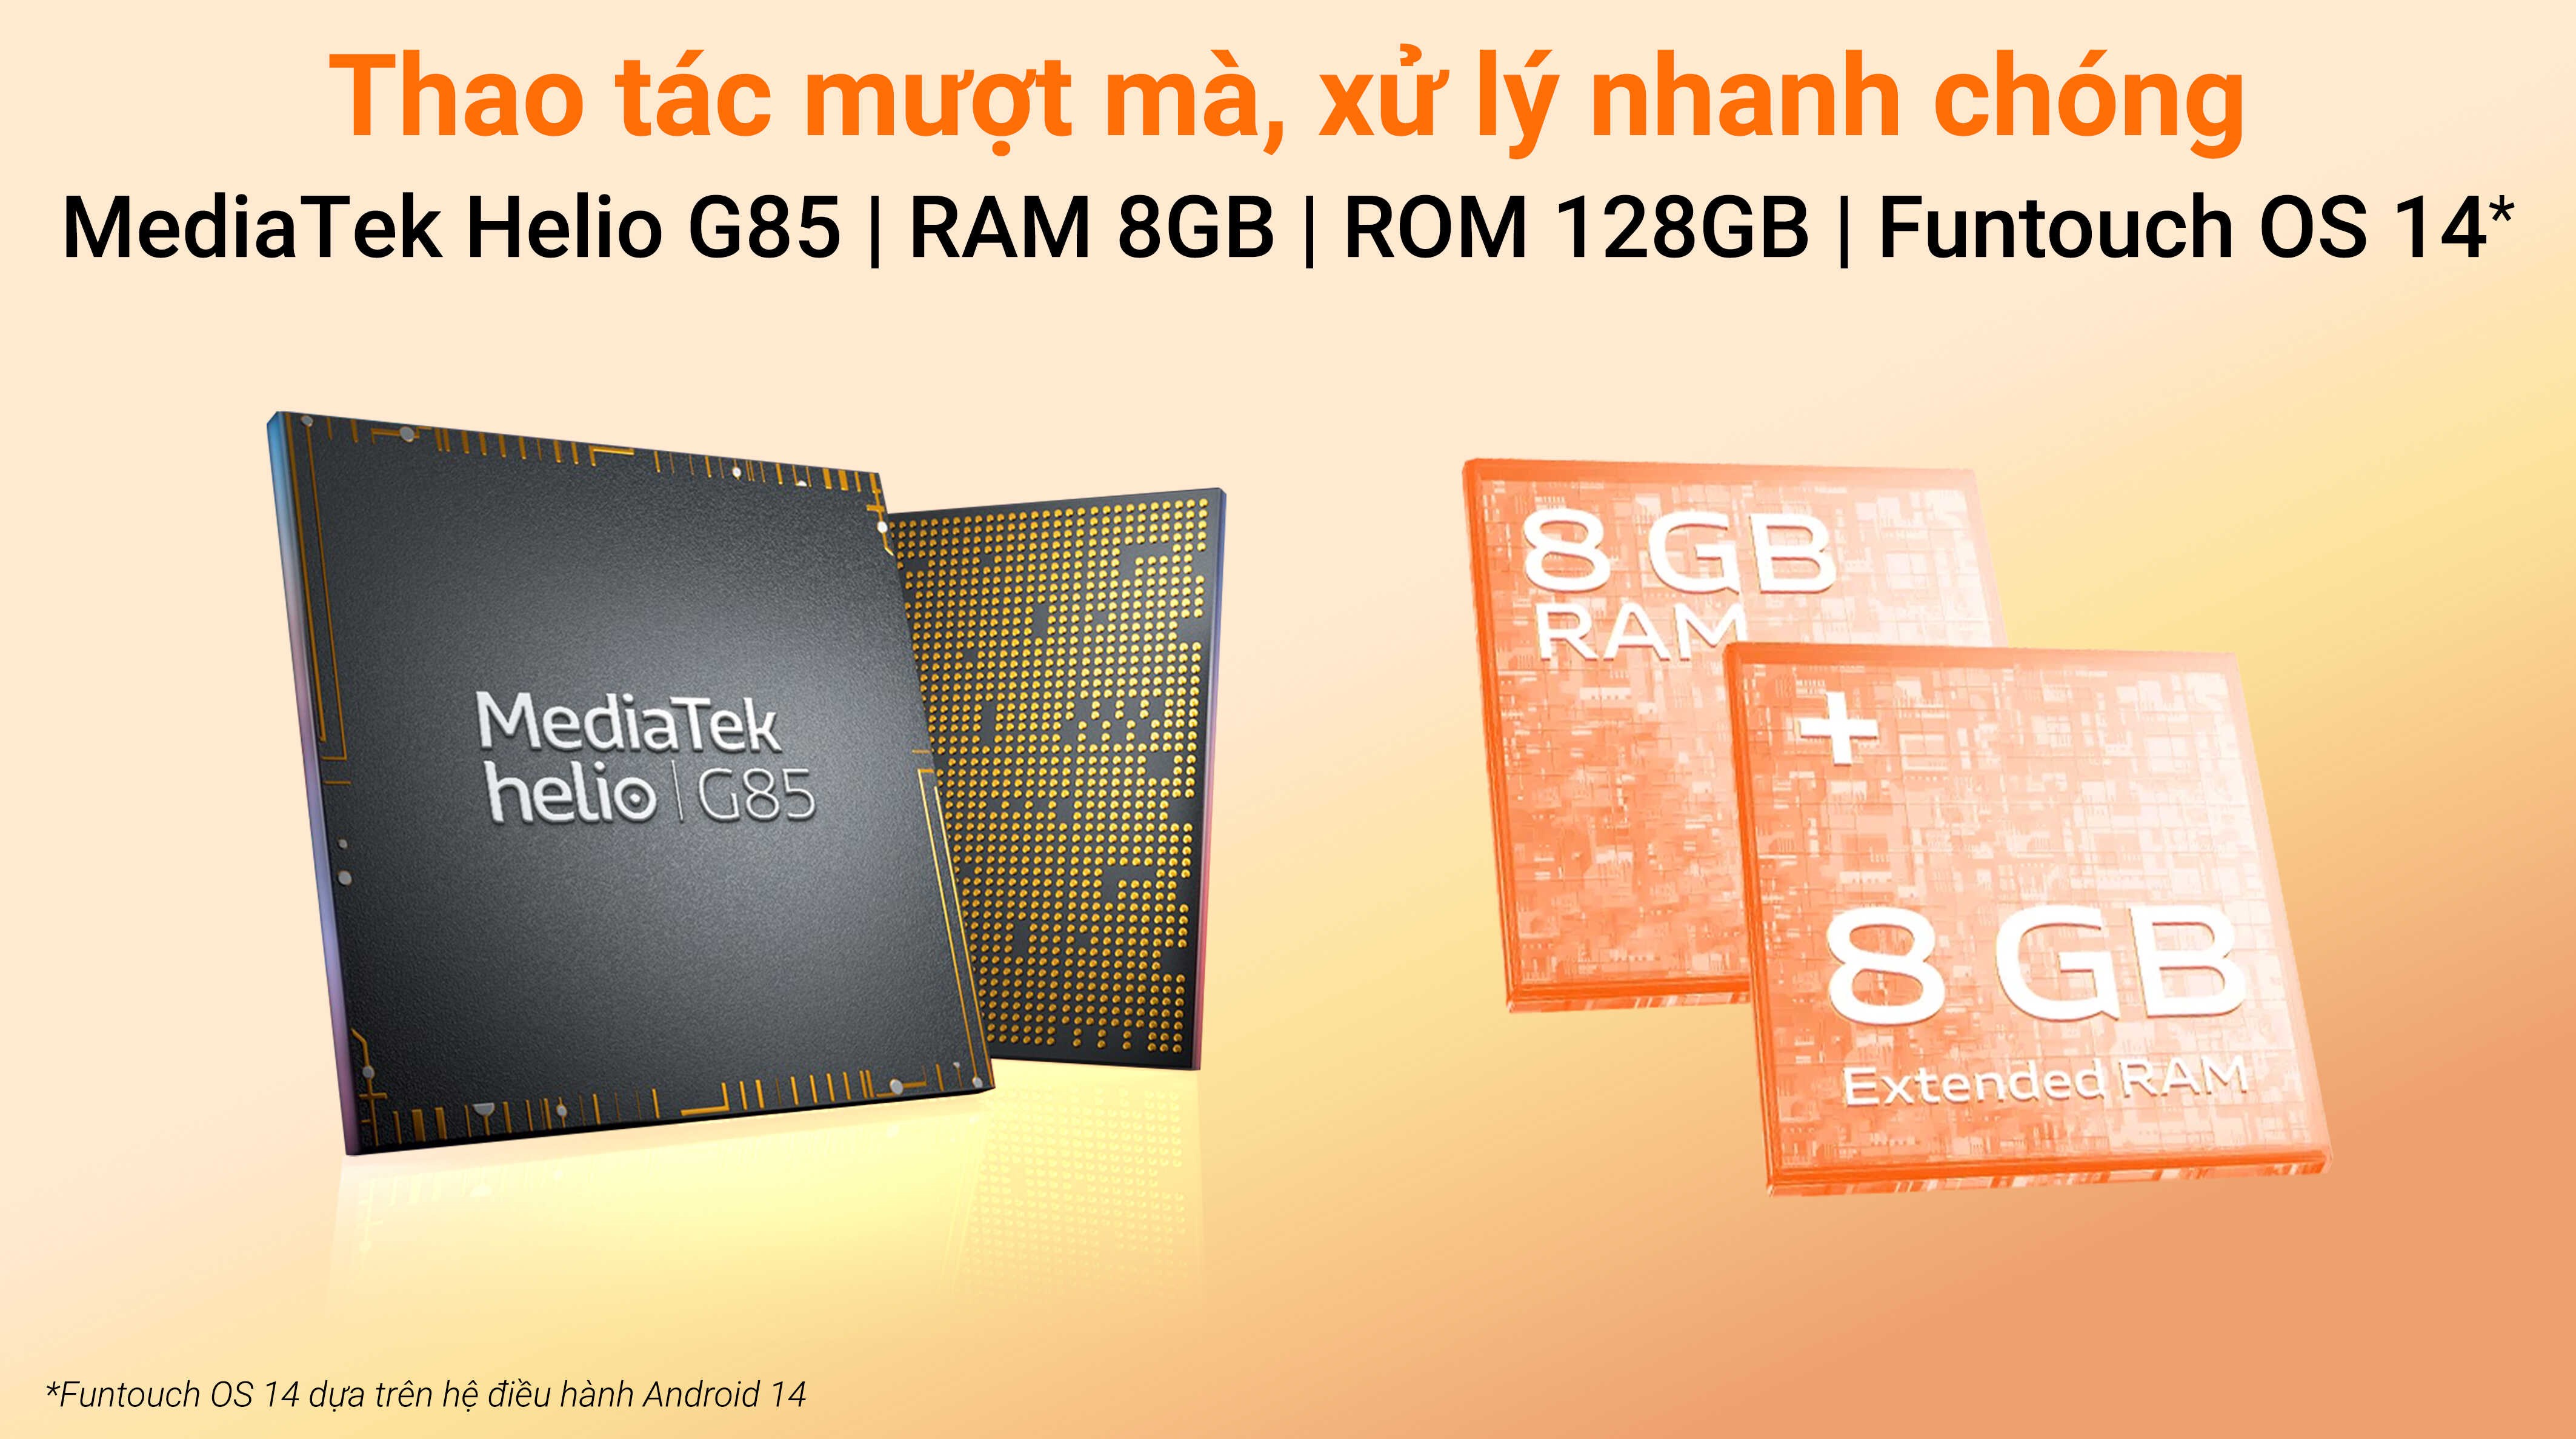 Thao tác mượt mà, xử lý nhanh chóng
MediaTek Helio G85 | RAM 8GB | ROM 128GB | Funtouch OS 14*
MediaTek
helio | G85
8 GB
RAM
+
8 GB
Extended RAM
*Funtouch OS 14 dựa trên hệ điều hành Android 14